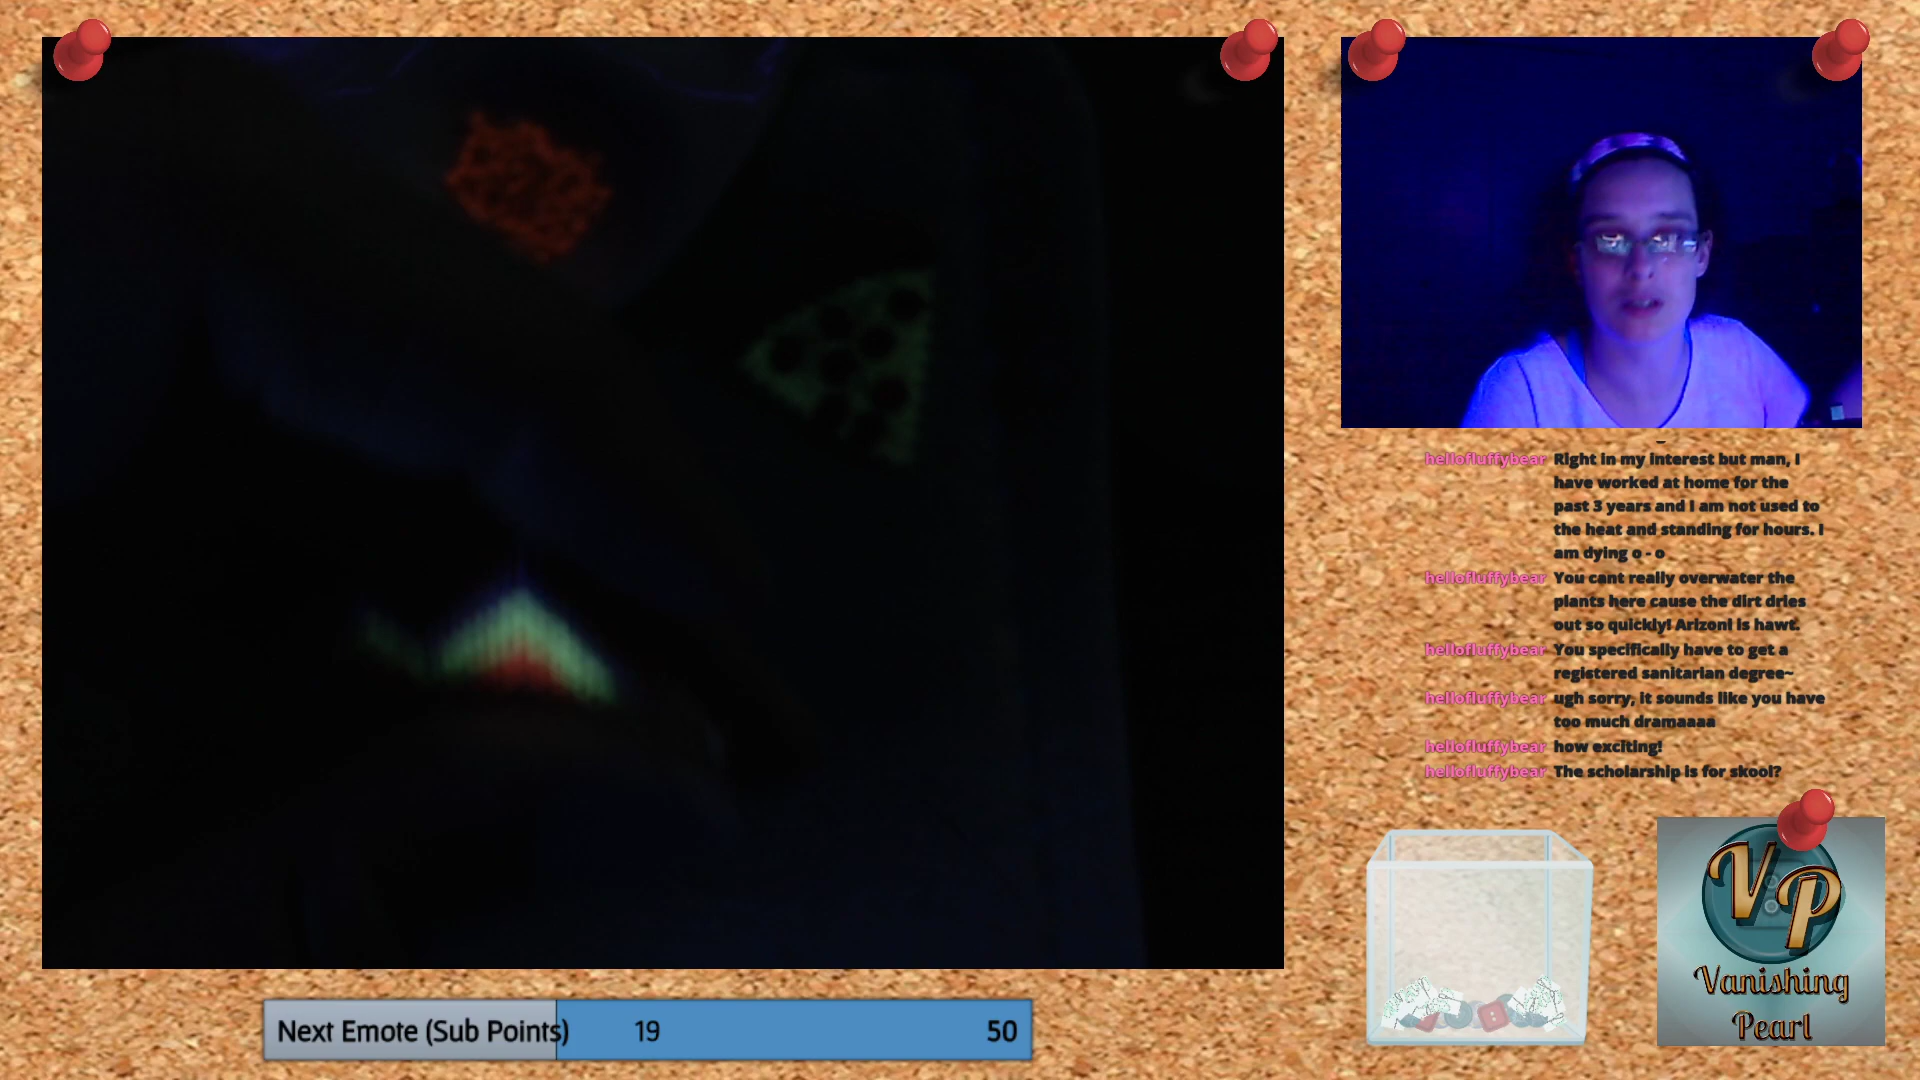 hellofluffybear Right in my interest but man, I
have worked at home for the
past 3 years and I am not used to
the heat and standing for hours. I
am dying o - o
hellofluffybear You cant really overwater the
plants here cause the dirt dries
out so quickly! Arizoni is hawt.
hellofluffybear You specifically have to get a
registered sanitarian degree~
hellofluffybear ugh sorry, it sounds like you have
too much dramaaaa
hellofluffybear how exciting!
hellofluffybear The scholarship is for skool?
VP
Vanishing
Pearl
Next Emote (Sub Points) 19 50